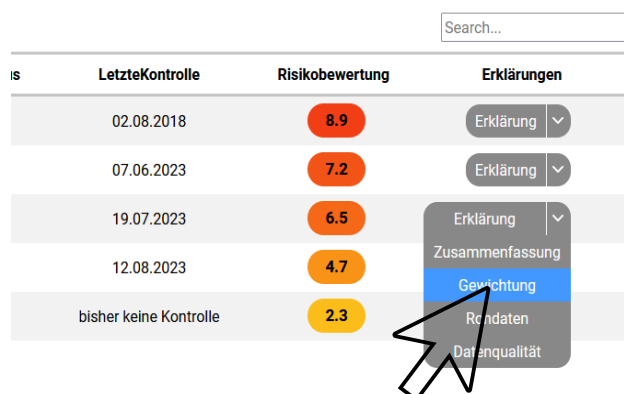 Search...
us LetzteKontrolle Risikobewertung Erklärungen
02.08.2018 8.9 Erklärung
07.06.2023 7.2 Erklärung
19.07.2023 6.5 Erklärung
Zusammenfassung
12.08.2023 4.7
Gewichtung
bisher keine Kontrolle 2.3 Rohdaten
Datenqualität